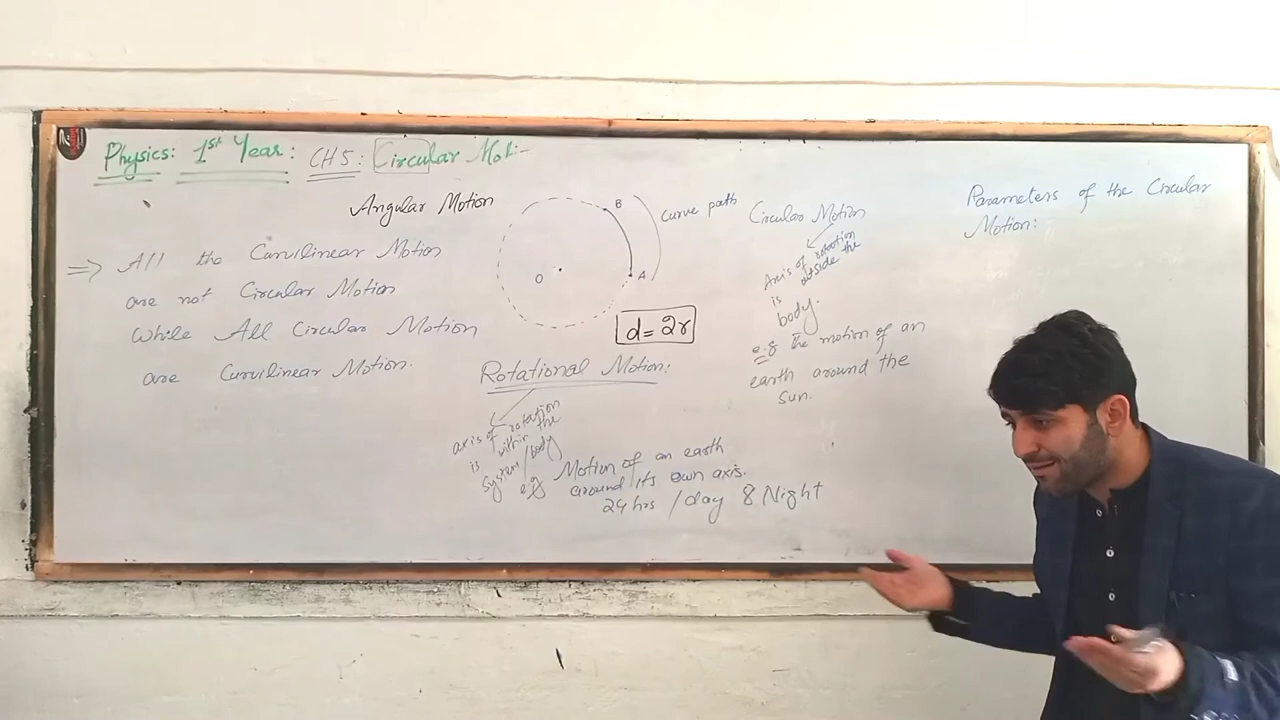 Physics: 1st Year: CH5: Circular Moti
Angular Motion
⇒ All the Curvilinear Motion
are not Circular Motion
While All Circular Motion
are Curvilinear Motion.
B
A
O
curve path
d = 2r
Rotational Motion:
axis of rotation
is within the
system/body
e.g Motion of an earth
around its own axis.
24 hrs / day & Night
Circular Motion
Axis of rotation
is outside the
body.
e.g The motion of an
earth around the
sun.
Parameters of the Circular
Motion: